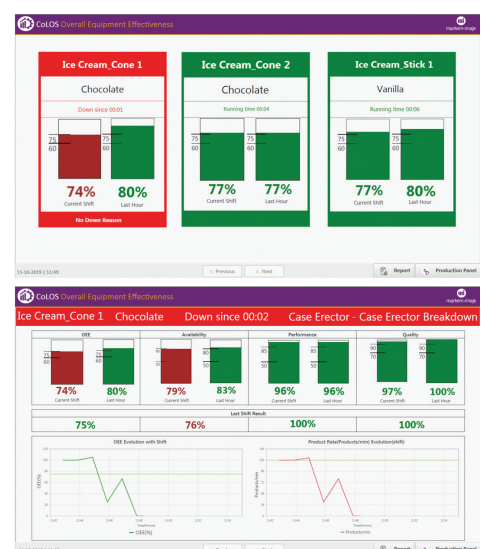 CoLOS Overall Equipment Effectiveness
markem-imaje
Ice Cream_Cone 1
Chocolate
Down since 00:01
75
60
75
60
74%
80%
Current Shift
Last Hour
No Down Reason
Ice Cream_Cone 2
Chocolate
Running time 00:04
75
60
75
60
77%
77%
Current Shift
Last Hour
Ice Cream_Stick 1
Vanilla
Running time 00:06
75
60
75
60
77%
80%
Current Shift
Last Hour
< Previous
> Next
Report
Production Panel
CoLOS Overall Equipment Effectiveness
markem-imaje
Ice Cream_Cone 1 Chocolate Down since 00:02 Case Erector - Case Erector Breakdown
OEE
Availability
Performance
Quality
75
60
75
60
80
60
80
60
85
50
85
50
90
70
90
70
74%
80%
79%
83%
96%
96%
97%
100%
Current Shift
Last Hour
Current Shift
Last Hour
Current Shift
Last Hour
Current Shift
Last Hour
Last Shift Result
75%
76%
100%
100%
OEE Evolution with Shift
Product Rate(Products/min) Evolution(shift)
OEE(%)
Products/min
OEE(%)
Products/min
Report
Production Panel